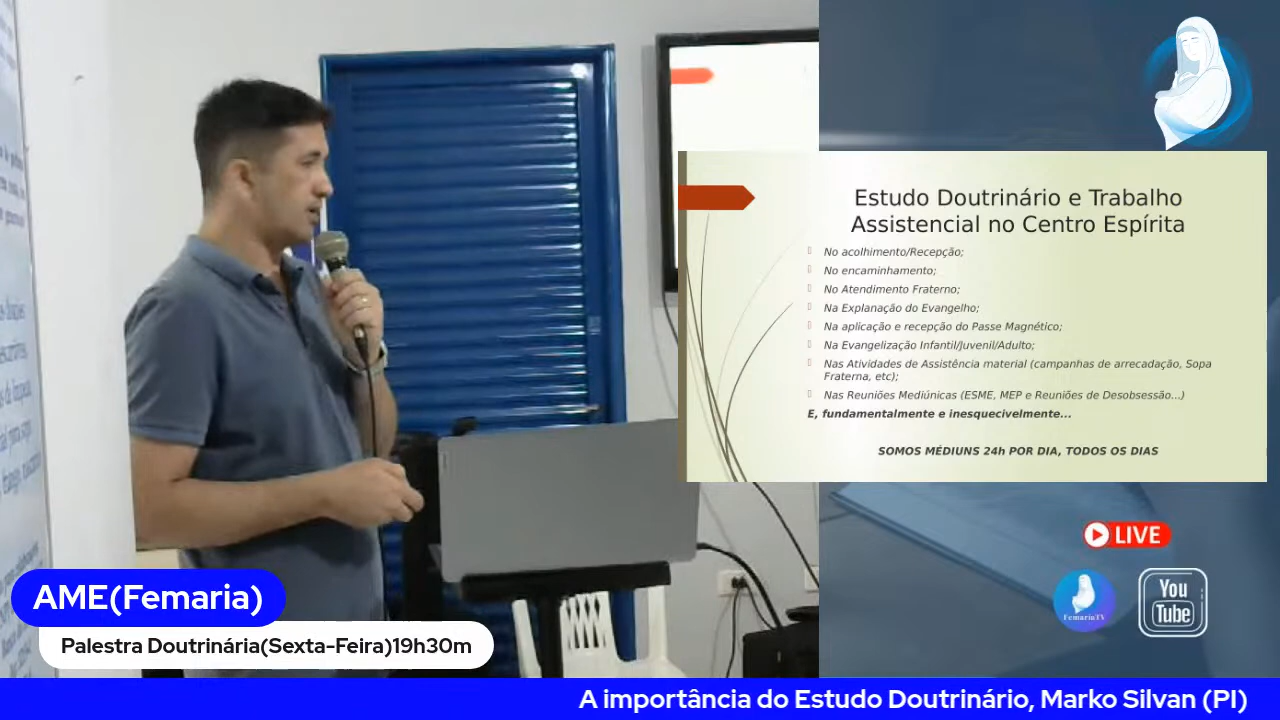 Estudo Doutrinário e Trabalho
Assistencial no Centro Espírita
No acolhimento/Recepção;
No encaminhamento;
No Atendimento Fraterno;
Na Explanação do Evangelho;
Na aplicação e recepção do Passe Magnético;
Na Evangelização Infantil/Juvenil/Adulto;
Nas Atividades de Assistência material (campanhas de arrecadação, Sopa
Fraterna, etc);
Nas Reuniões Mediúnicas (ESME, MEP e Reuniões de Desobsessão...)
E, fundamentalmente e inesquecivelmente...
SOMOS MÉDIUNS 24h POR DIA, TODOS OS DIAS
LIVE
FemariaTV
You
Tube
AME(Femaria)
Palestra Doutrinária(Sexta-Feira)19h30m
A importância do Estudo Doutrinário, Marko Silvan (PI)